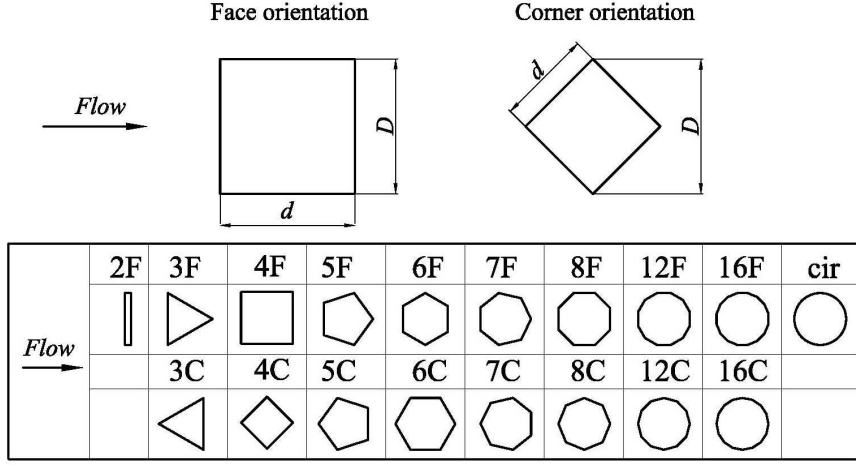 Face orientation Corner orientation
Flow d D d D
2F 3F 4F 5F 6F 7F 8F 12F 16F cir
Flow
3C 4C 5C 6C 7C 8C 12C 16C